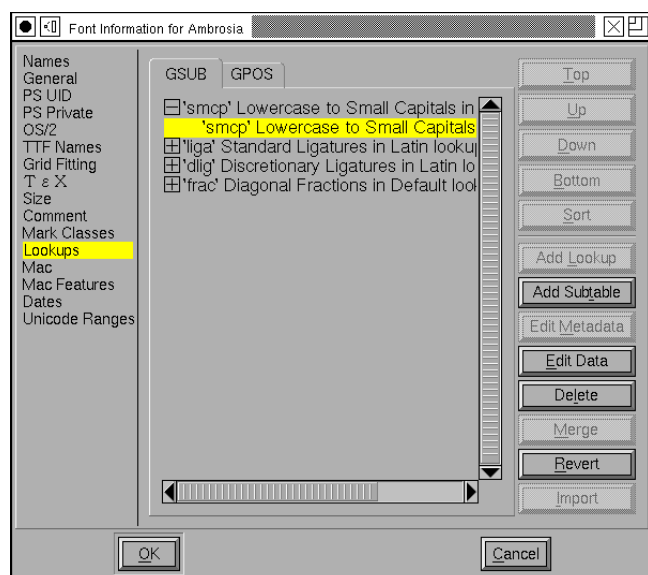 Font Information for Ambrosia
Names
General
PS UID
PS Private
OS/2
TTF Names
Grid Fitting
Τ ε Χ
Size
Comment
Mark Classes
Lookups
Mac
Mac Features
Dates
Unicode Ranges
GSUB GPOS
'smcp' Lowercase to Small Capitals in
'smcp' Lowercase to Small Capitals
'liga' Standard Ligatures in Latin lookup
'dlig' Discretionary Ligatures in Latin lo
'frac' Diagonal Fractions in Default look
Top
Up
Down
Bottom
Sort
Add Lookup
Add Subtable
Edit Metadata
Edit Data
Delete
Merge
Revert
Import
OK Cancel